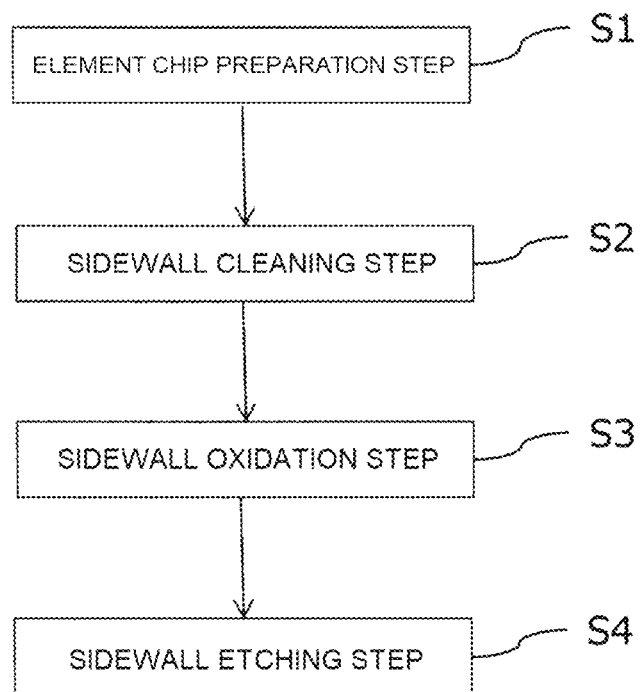 S1
ELEMENT CHIP PREPARATION STEP
S2
SIDEWALL CLEANING STEP
S3
SIDEWALL OXIDATION STEP
S4
SIDEWALL ETCHING STEP